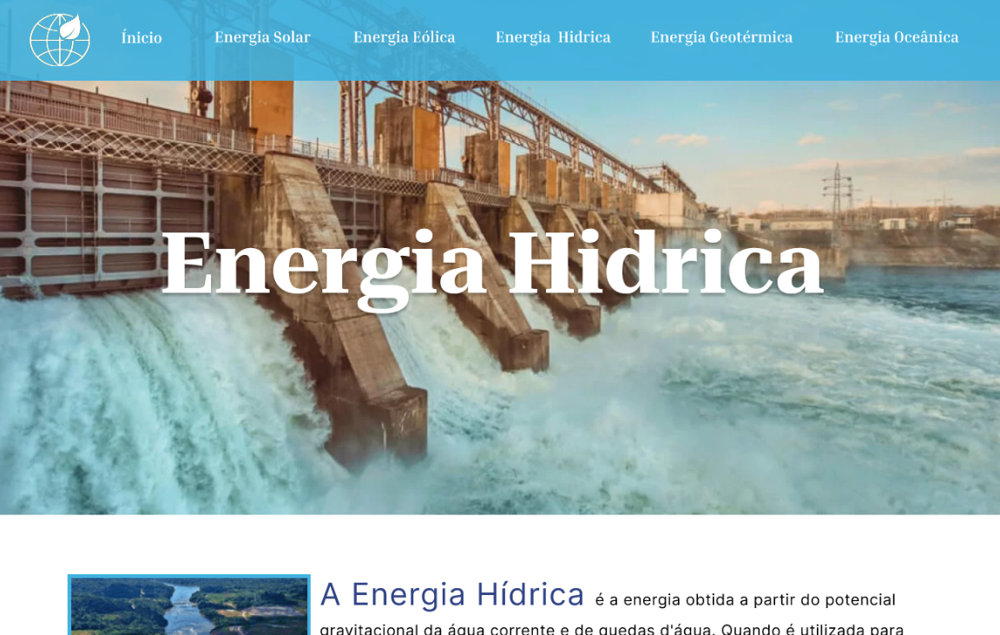 Ínicio Energia Solar Energia Eólica Energia Hidrica Energia Geotérmica Energia Oceânica
Energia Hidrica
A Energia Hídrica é a energia obtida a partir do potencial
gravitacional da água corrente e de quedas d'água. Quando é utilizada para